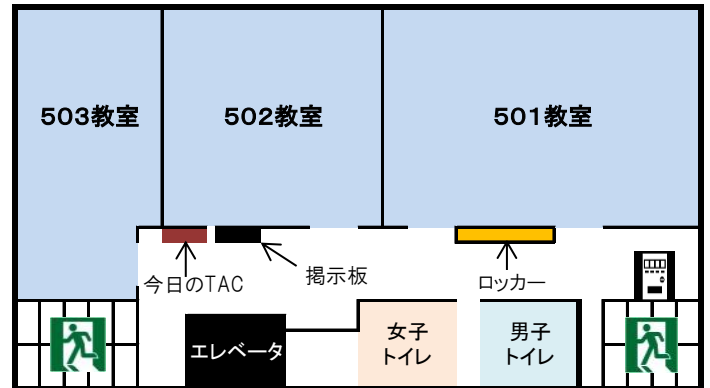 503教室
502教室
501教室
今日のTAC
掲示板
ロッカー
エレベータ
女子
トイレ
男子
トイレ